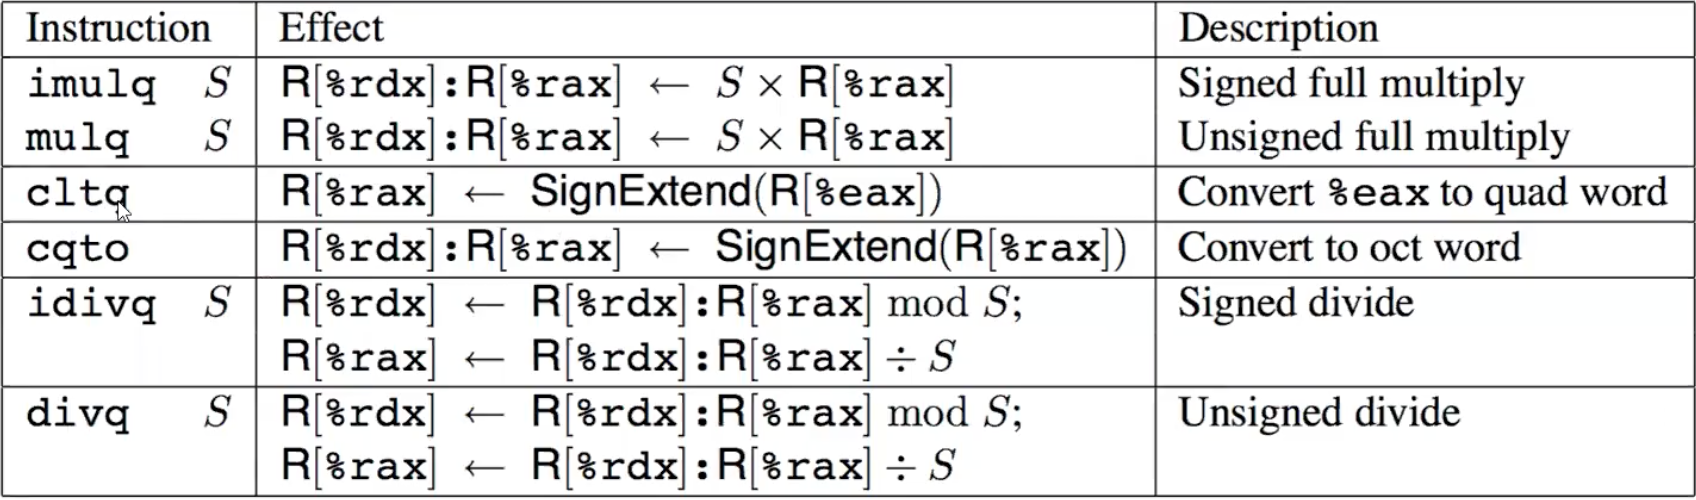 Instruction Effect Description
imulq S R[%rdx]:R[%rax] ← S × R[%rax] Signed full multiply
mulq S R[%rdx]:R[%rax] ← S × R[%rax] Unsigned full multiply
cltq R[%rax] ← SignExtend(R[%eax]) Convert %eax to quad word
cqto R[%rdx]:R[%rax] ← SignExtend(R[%rax]) Convert to oct word
idivq S R[%rdx] ← R[%rdx]:R[%rax] mod S; Signed divide
R[%rax] ← R[%rdx]:R[%rax] ÷ S
divq S R[%rdx] ← R[%rdx]:R[%rax] mod S; Unsigned divide
R[%rax] ← R[%rdx]:R[%rax] ÷ S